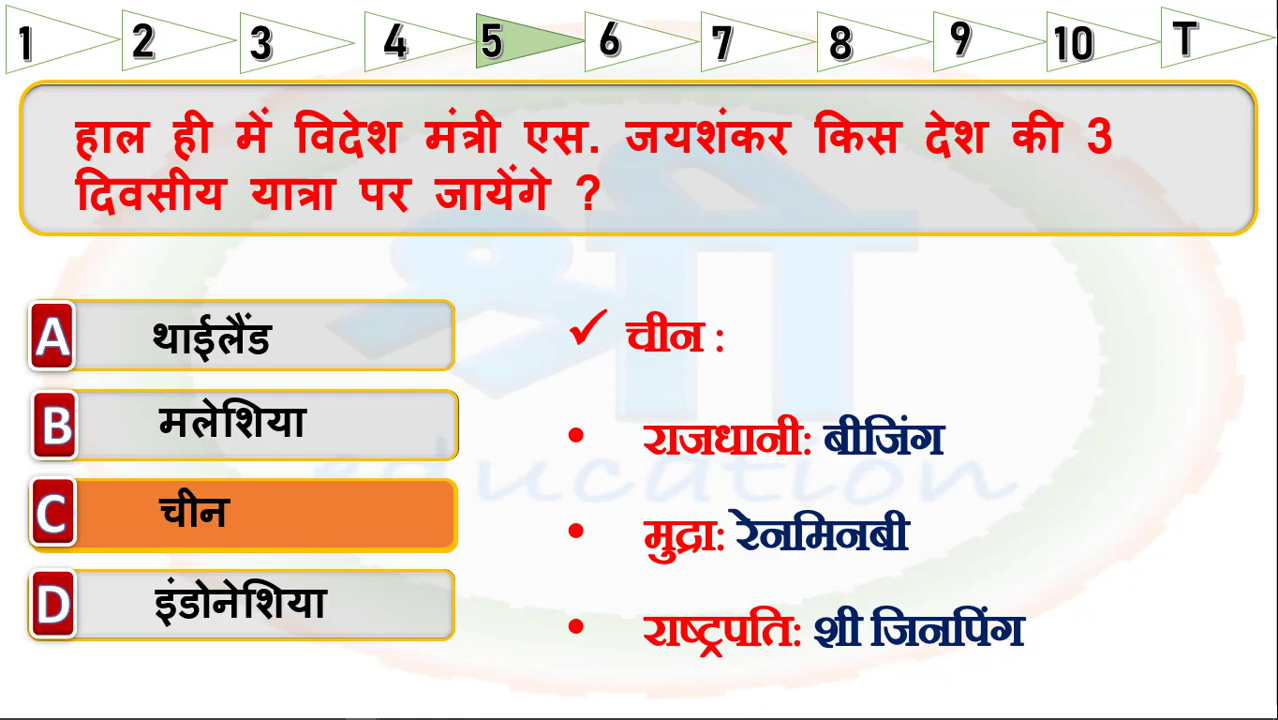 1 2 3 4 5 6 7 8 9 10 T
हाल ही में विदेश मंत्री एस. जयशंकर किस देश की 3
दिवसीय यात्रा पर जायेंगे ?
A थाईलैंड
B मलेशिया
C चीन
D इंडोनेशिया
✓ चीन :
• राजधानी: बीजिंग
• मुद्रा: रेनमिनबी
• राष्ट्रपति: शी जिनपिंग
श्री
education